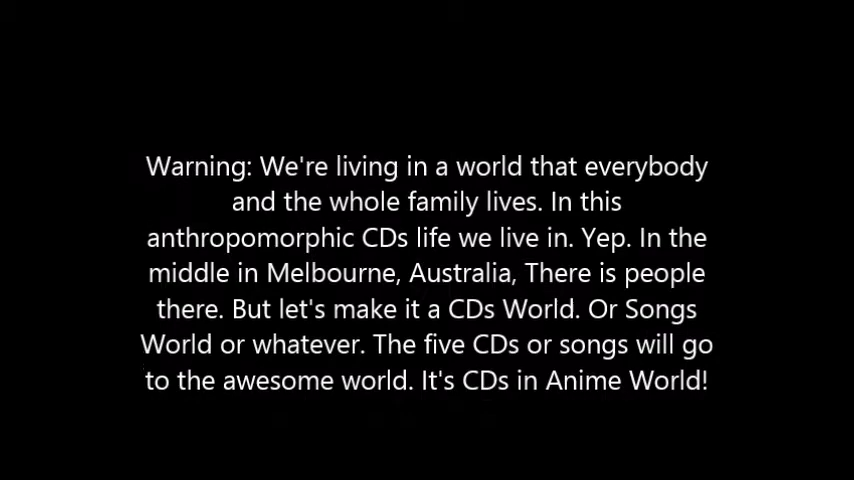 Warning: We're living in a world that everybody
and the whole family lives. In this
anthropomorphic CDs life we live in. Yep. In the
middle in Melbourne, Australia, There is people
there. But let's make it a CDs World. Or Songs
World or whatever. The five CDs or songs will go
to the awesome world. It's CDs in Anime World!